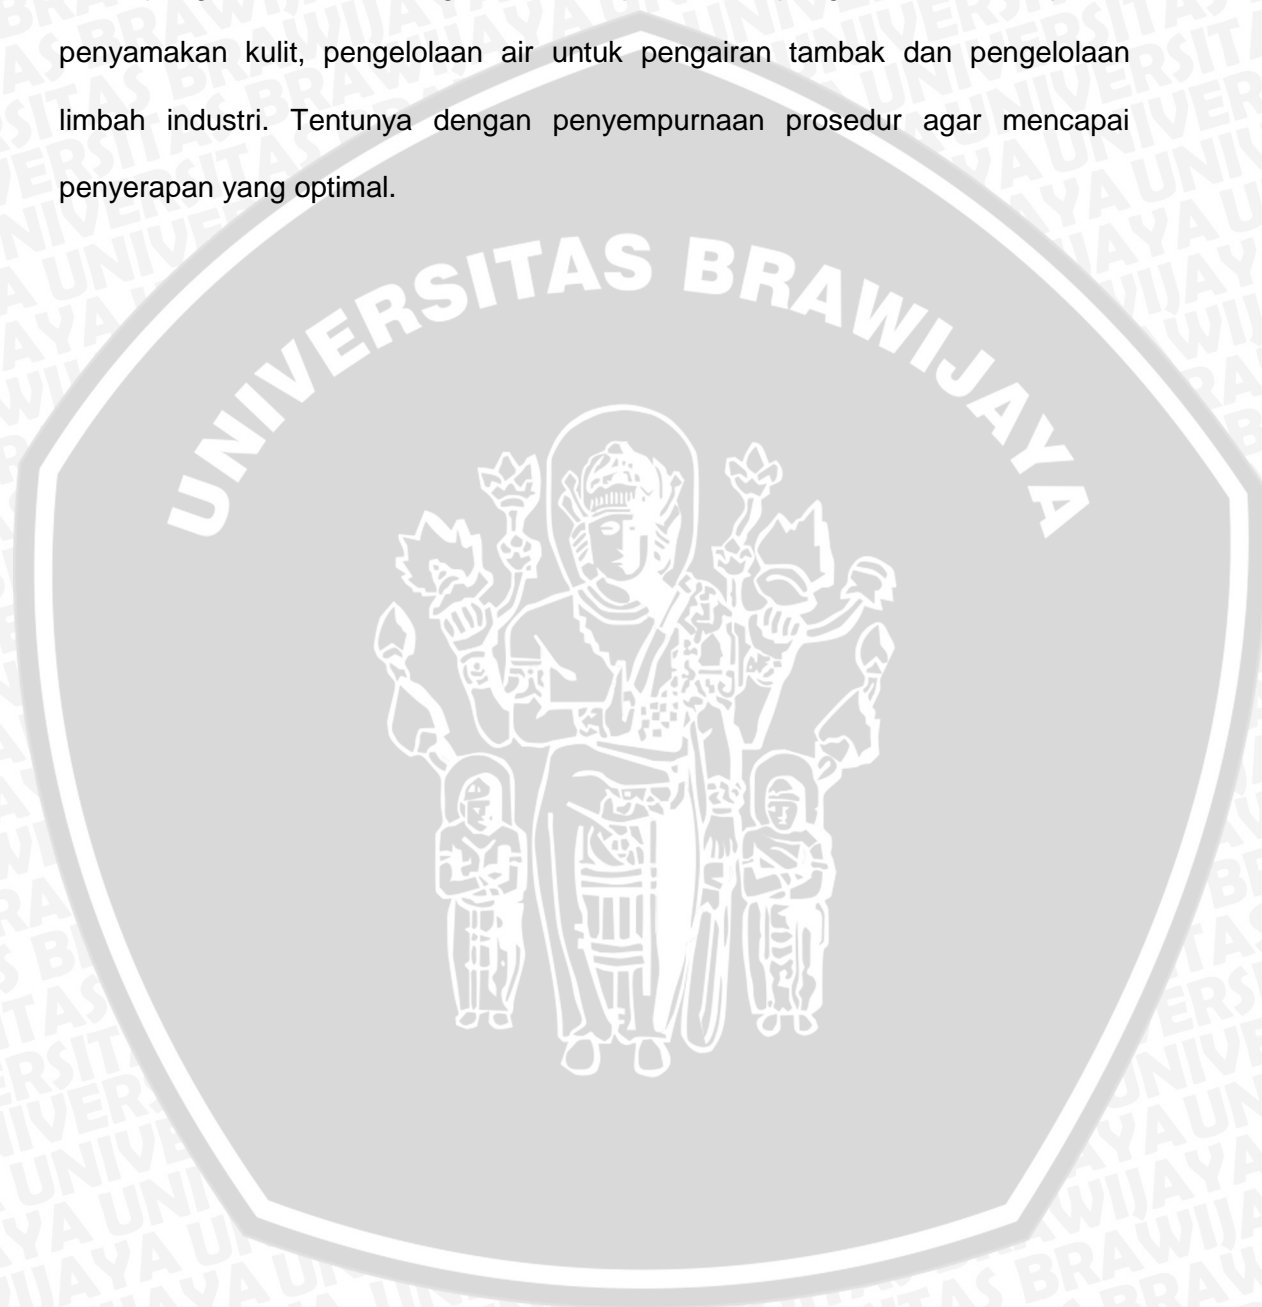 penyamakan kulit, pengelolaan air untuk pengairan tambak dan pengelolaan
limbah industri. Tentunya dengan penyempurnaan prosedur agar mencapai
penyerapan yang optimal.
UNIVERSITAS BRAWIJAYA